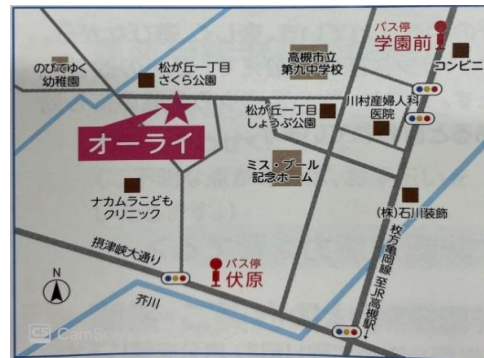 バス停
学園前
コンビニ
のびてゆく
幼稚園
松が丘一丁目
さくら公園
高槻市立
第九中学校
川村産婦人科
医院
松が丘一丁目
しょうぶ公園
オーライ
ミス・プール
記念ホーム
ナカムラこども
クリニック
(株)石川装飾
摂津峡大通り
バス停
伏原
枚方亀岡線
至JR高槻駅→
N
芥川
CS CamScanner